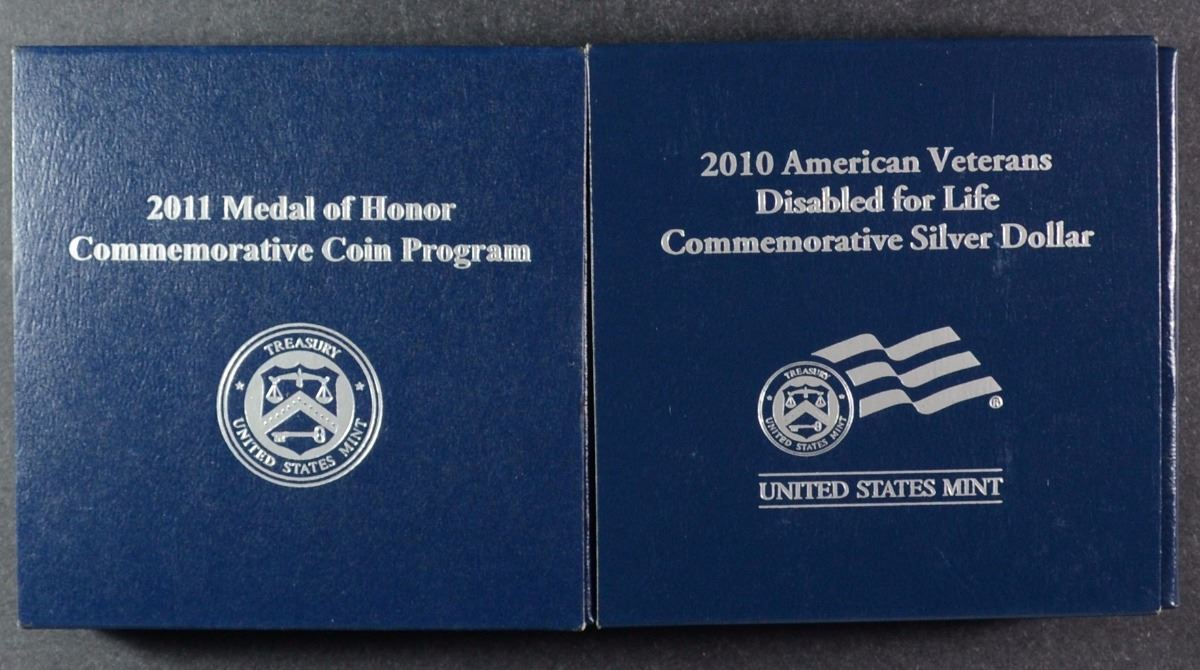 2011 Medal of Honor
Commemorative Coin Program
TREASURY
UNITED STATES MINT
2010 American Veterans
Disabled for Life
Commemorative Silver Dollar
TREASURY
UNITED STATES MINT
®
UNITED STATES MINT